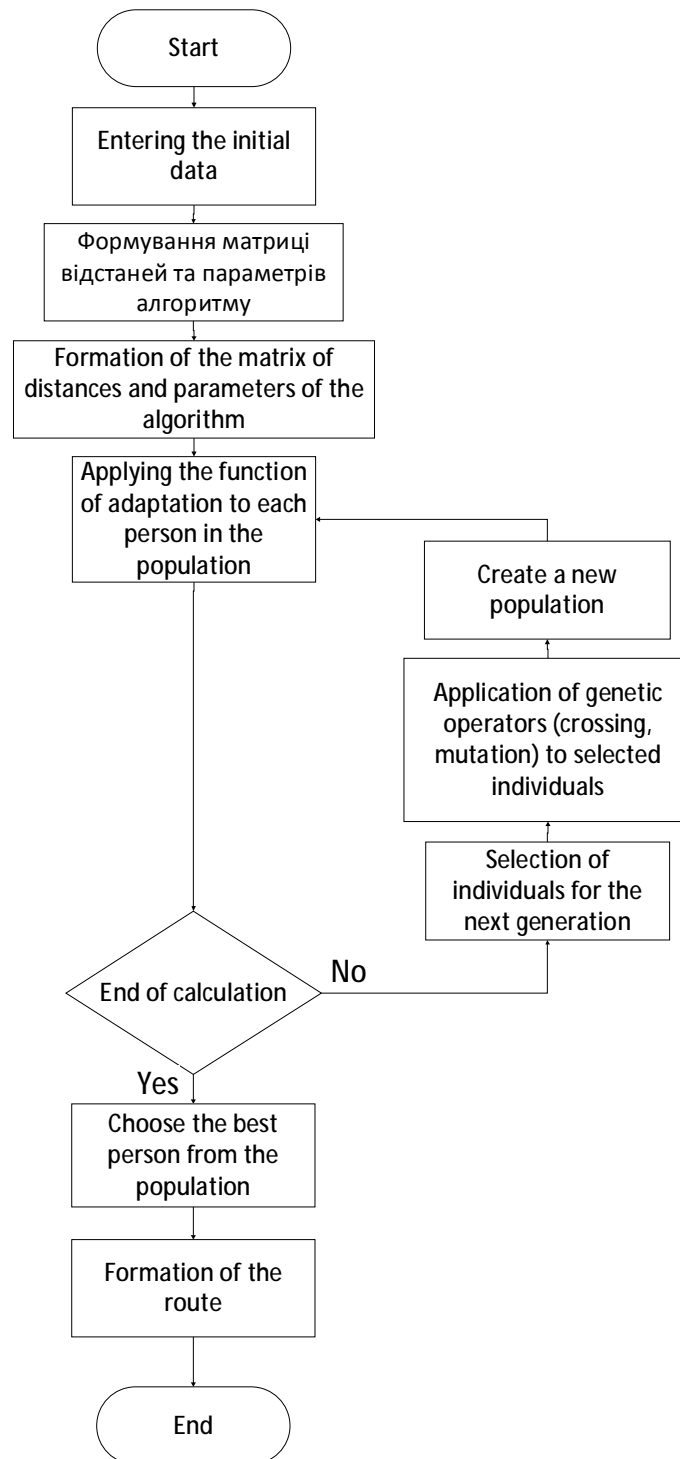 Start
Entering the initial
data
Формування матриці
відстаней та параметрів
алгоритму
Formation of the matrix of
distances and parameters of the
algorithm
Applying the function
of adaptation to each
person in the
population
Create a new
population
Application of genetic
operators (crossing,
mutation) to selected
individuals
Selection of
individuals for the
next generation
End of calculation
No
Yes
Choose the best
person from the
population
Formation of the
route
End